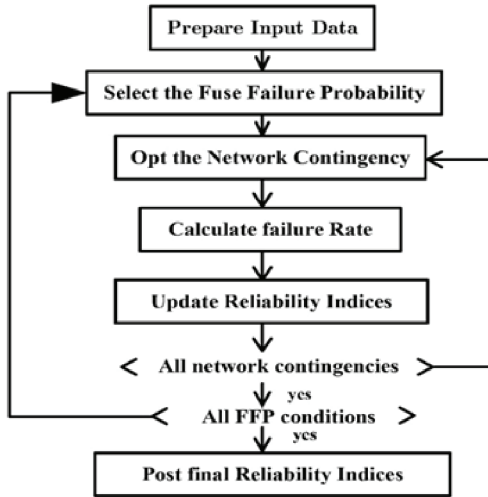 Prepare Input Data
Select the Fuse Failure Probability
Opt the Network Contingency
Calculate failure Rate
Update Reliability Indices
All network contingencies
yes
All FFP conditions
yes
Post final Reliability Indices